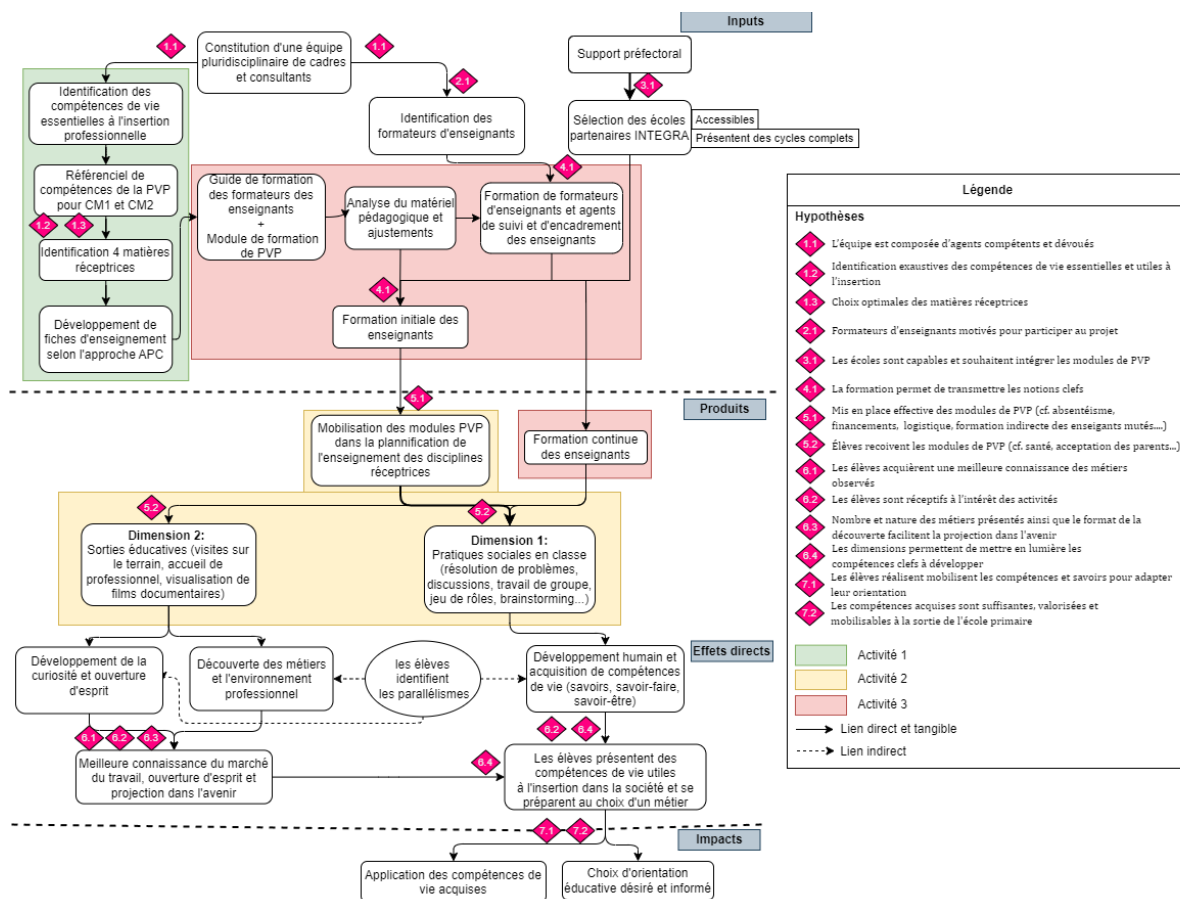 Inputs
1.1
Constitution d'une équipe
pluridisciplinaire de cadres
et consultants
1.1
Support préfectoral
2.1
3.1
Identification des
compétences de vie
essentielles à l'insertion
professionnelle
Identification des
formateurs d'enseignants
Sélection des écoles
partenaires INTEGRA
Accessibles
Présentent des cycles complets
4.1
Référenciel de
compétences de la PVP
pour CM1 et CM2
1.2
1.3
Identification 4 matières
réceptrices
Développement de
fiches d'enseignement
selon l'approche APC
Guide de formation
des formateurs des
enseignants
+
Module de formation
de PVP
Analyse du matériel
pédagogique et
ajustements
Formation de formateurs
d'enseignants et agents
de suivi et d'encadrement
des enseignants
4.1
Formation initiale des
enseignants
5.1
Produits
Mobilisation des modules PVP
dans la plannification de
l'enseignement des disciplines
réceptrices
Formation continue
des enseignants
5.2
5.2
Dimension 2:
Sorties éducatives (visites sur
le terrain, accueil de
professionnel, visualisation de
films documentaires)
Dimension 1:
Pratiques sociales en classe
(résolution de problèmes,
discussions, travail de groupe,
jeu de rôles, brainstorming...)
Effets directs
Développement de la
curiosité et ouverture
d'esprit
Découverte des métiers
et l'environnement
professionnel
les élèves
identifient
les parallélismes
Développement humain et
acquisition de compétences
de vie (savoirs, savoir-faire,
savoir-être)
6.1
6.2
6.3
6.2
6.4
Meilleure connaissance du marché
du travail, ouverture d'esprit et
projection dans l'avenir
6.4
Les élèves présentent des
compétences de vie utiles
à l'insertion dans la société et se
préparent au choix d'un métier
7.1
7.2
Impacts
Application des compétences de
vie acquises
Choix d'orientation
éducative désiré et informé
Légende
Hypothèses
1.1 L'équipe est composée d'agents compétents et dévoués
1.2 Identification exaustives des compétences de vie essentielles et utiles à
l'insertion
1.3 Choix optimales des matières réceptrices
2.1 Formateurs d'enseignants motivés pour participer au projet
3.1 Les écoles sont capables et souhaitent intégrer les modules de PVP
4.1 La formation permet de transmettre les notions clefs
5.1 Mis en place effective des modules de PVP (cf. absentéisme,
financements, logistique, formation indirecte des enseigants mutés....)
5.2 Élèves recoivent les modules de PVP (cf. santé, acceptation des parents...)
6.1 Les élèves acquièrent une meilleure connaissance des métiers
observés
6.2 Les élèves sont réceptifs à l'intérêt des activités
6.3 Nombre et nature des métiers présentés ainsi que le format de la
découverte facilitent la projection dans l'avenir
6.4 Les dimensions permettent de mettre en lumière les
compétences clefs à développer
7.1 Les élèves réalisent mobilisent les compétences et savoirs pour adapter
leur orientation
7.2 Les compétences acquises sont suffisantes, valorisées et
mobilisables à la sortie de l'école primaire
Activité 1
Activité 2
Activité 3
Lien direct et tangible
Lien indirect